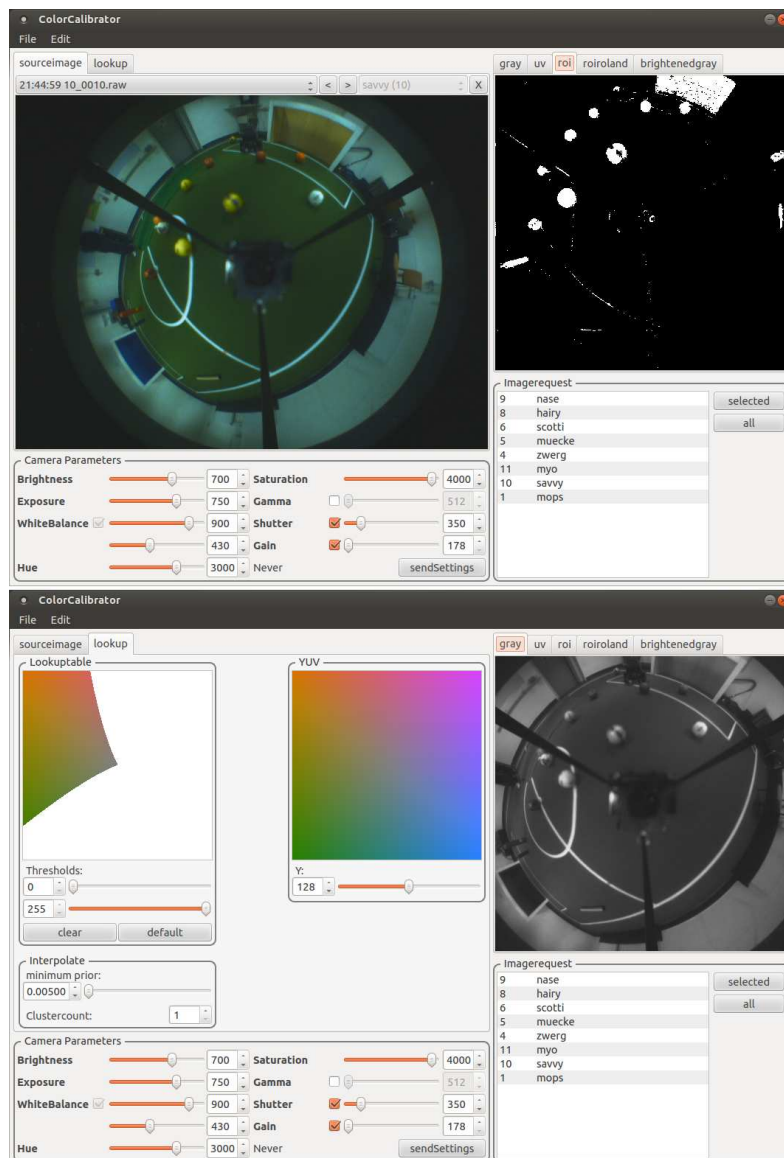 ColorCalibrator
File Edit
sourceimage lookup
21:44:59 10_0010.raw < > savvy (10) X
gray uv roi roiroland brightenedgray
Imagerequest
9 nase
8 hairy
6 scotti
5 muecke
4 zwerg
11 myo
10 savvy
1 mops
selected
all
Camera Parameters
Brightness 700 Saturation 4000
Exposure 750 Gamma 512
WhiteBalance 900 Shutter 350
430 Gain 178
Hue 3000 Never sendSettings
ColorCalibrator
File Edit
sourceimage lookup
Lookuptable
Thresholds:
0
255
clear default
YUV
Y:
128
Interpolate
minimum prior:
0.00500
Clustercount: 1
gray uv roi roiroland brightenedgray
Imagerequest
9 nase
8 hairy
6 scotti
5 muecke
4 zwerg
11 myo
10 savvy
1 mops
selected
all
Camera Parameters
Brightness 700 Saturation 4000
Exposure 750 Gamma 512
WhiteBalance 900 Shutter 350
430 Gain 178
Hue 3000 Never sendSettings